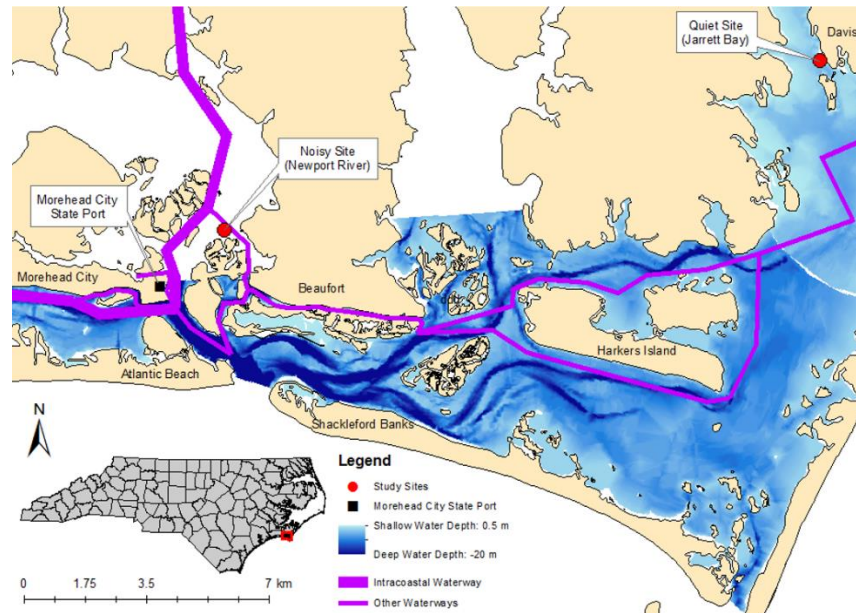 Quiet Site
(Jarrett Bay)
Davis
Noisy Site
(Newport River)
Morehead City
State Port
Morehead City
Beaufort
Harkers Island
Atlantic Beach
Shackleford Banks
N
Legend
Study Sites
Morehead City State Port
Shallow Water Depth: 0.5 m
Deep Water Depth: -20 m
Intracoastal Waterway
Other Waterways
0 1.75 3.5 7 km